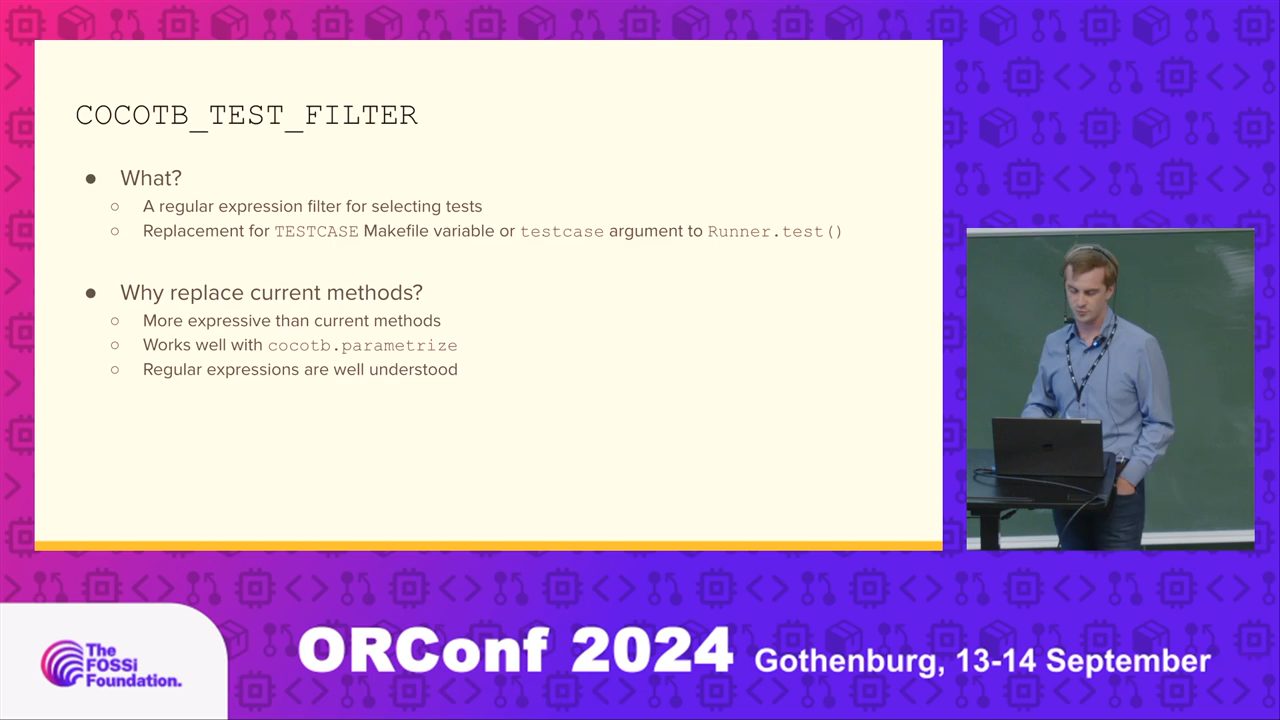 COCOTB_TEST_FILTER
● What?
○ A regular expression filter for selecting tests
○ Replacement for TESTCASE Makefile variable or testcase argument to Runner.test()
● Why replace current methods?
○ More expressive than current methods
○ Works well with cocotb.parametrize
○ Regular expressions are well understood
The
FOSSi
Foundation.
ORConf 2024 Gothenburg, 13-14 September